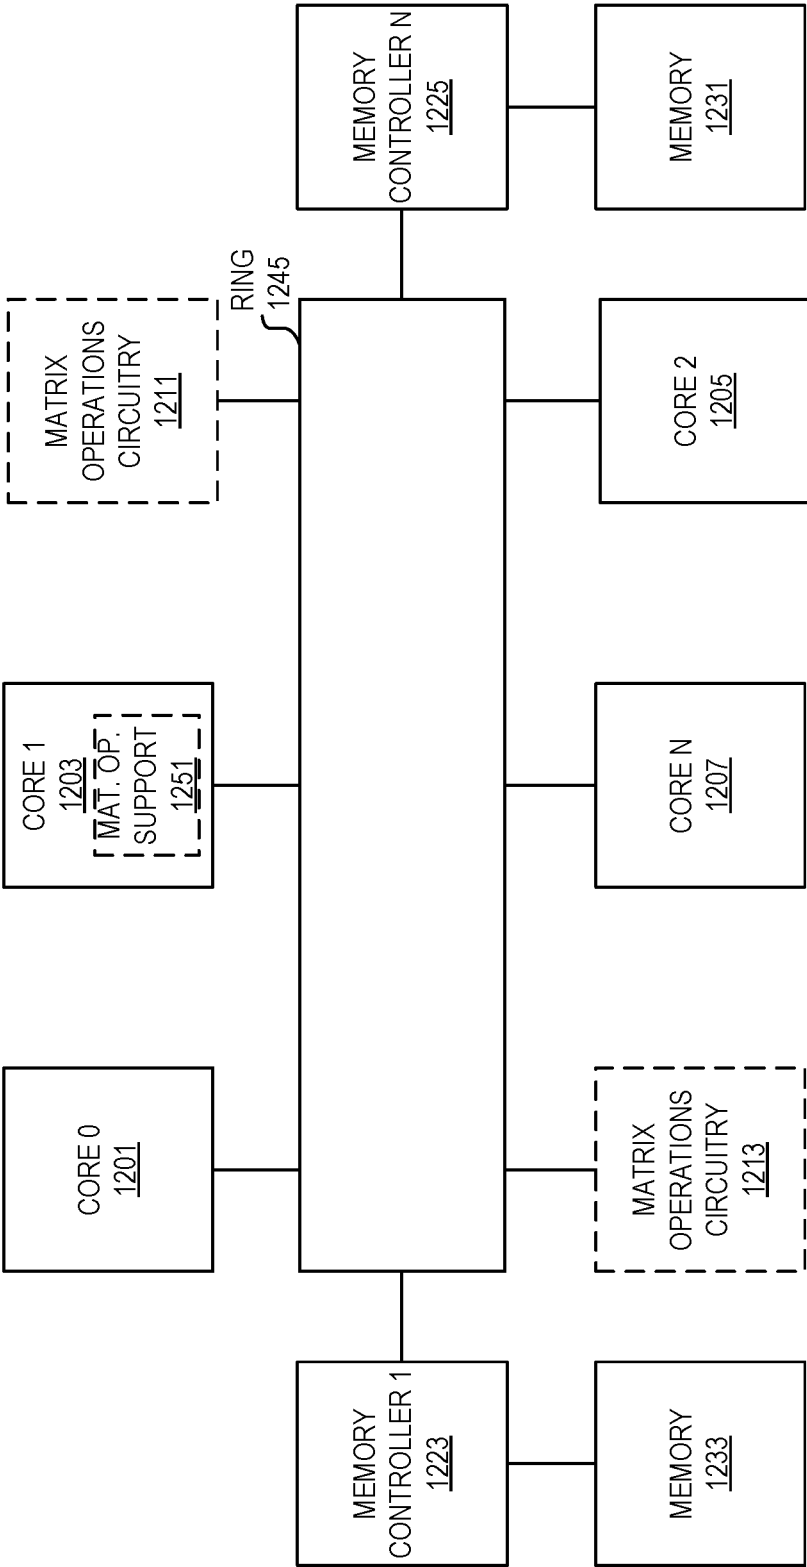 CORE 0
1201
CORE 1
1203
MAT. OP.
SUPPORT
1251
MATRIX
OPERATIONS
CIRCUITRY
1211
RING
1245
MEMORY
CONTROLLER 1
1223
MEMORY
CONTROLLER N
1225
MEMORY
1233
MATRIX
OPERATIONS
CIRCUITRY
1213
CORE N
1207
CORE 2
1205
MEMORY
1231